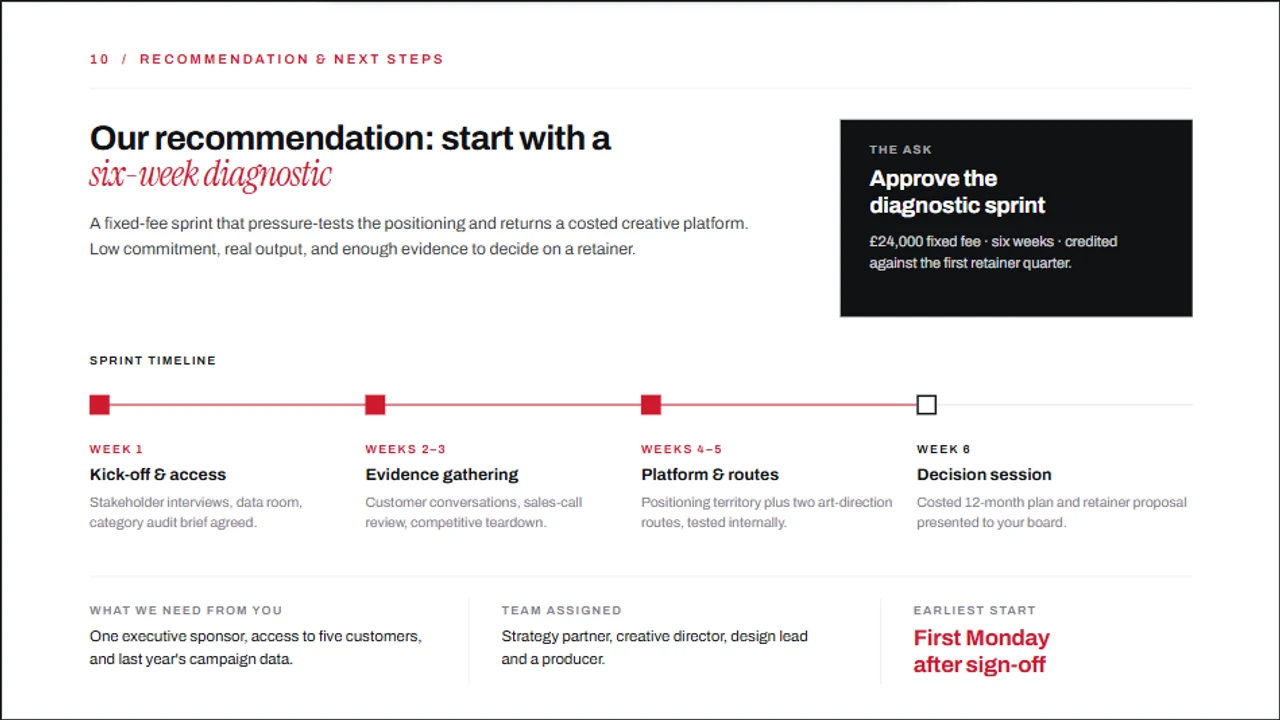 10 / RECOMMENDATION & NEXT STEPS
Our recommendation: start with a
six-week diagnostic
A fixed-fee sprint that pressure-tests the positioning and returns a costed creative platform.
Low commitment, real output, and enough evidence to decide on a retainer.
THE ASK
Approve the
diagnostic sprint
£24,000 fixed fee · six weeks · credited
against the first retainer quarter.
SPRINT TIMELINE
WEEK 1
Kick-off & access
Stakeholder interviews, data room,
category audit brief agreed.
WEEKS 2–3
Evidence gathering
Customer conversations, sales-call
review, competitive teardown.
WEEKS 4–5
Platform & routes
Positioning territory plus two art-direction
routes, tested internally.
WEEK 6
Decision session
Costed 12-month plan and retainer proposal
presented to your board.
WHAT WE NEED FROM YOU
One executive sponsor, access to five customers,
and last year's campaign data.
TEAM ASSIGNED
Strategy partner, creative director, design lead
and a producer.
EARLIEST START
First Monday
after sign-off